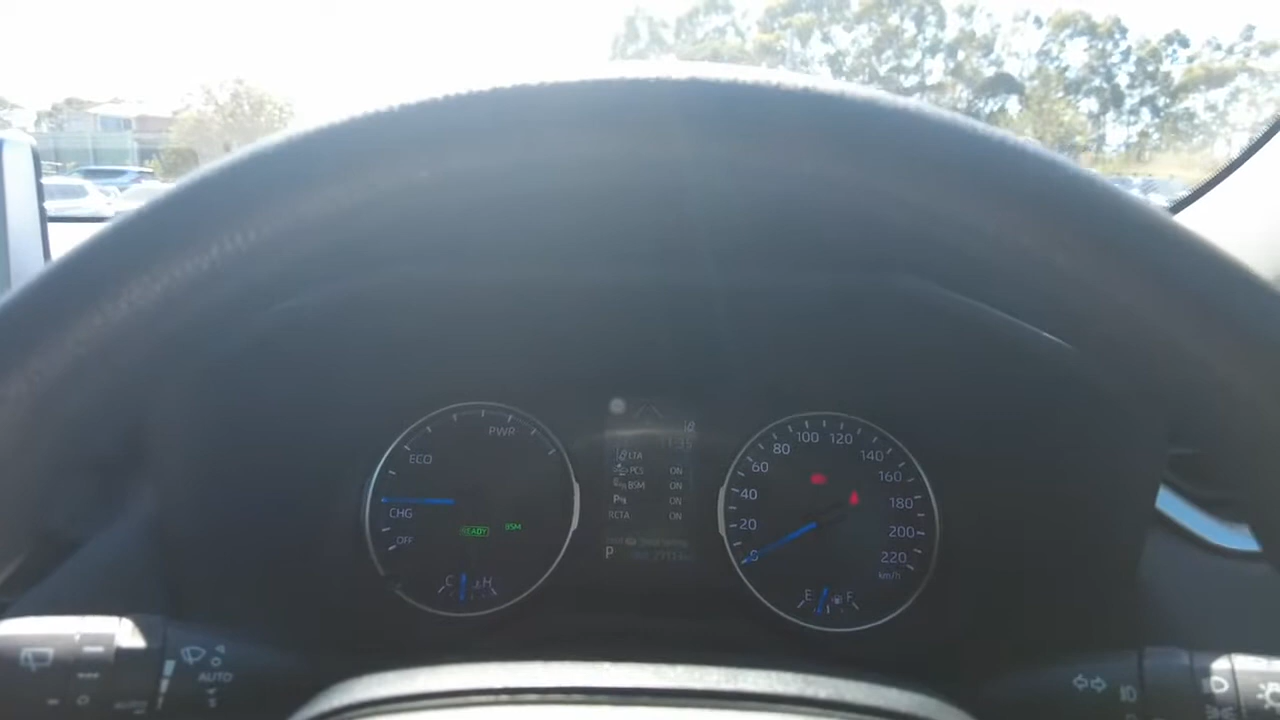 PWR
ECO
CHG
OFF
READY
BSM
C H
LTA
PCS ON
BSM ON
P ON
RCTA ON
P
0
20
40
60
80
100
120
140
160
180
200
220
km/h
E F
AUTO
AUTO